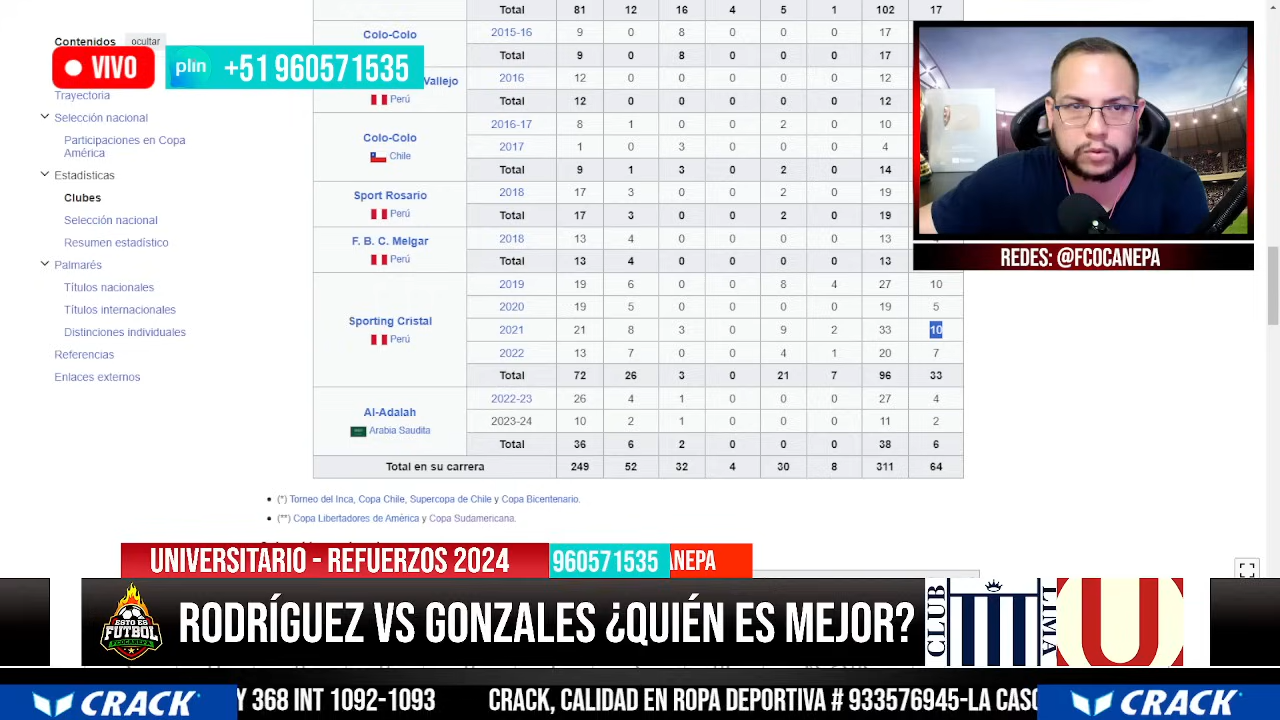 Total 81 12 16 4 5 1 102 17
Contenidos ocultar
Colo-Colo 2015-16 9 0 8 0 0 0 17
Total 9 0 8 0 0 0 17
VIVO plin +51 960571535
Vallejo 2016 12 0 0 0 0 0 12
Perú Total 12 0 0 0 0 0 12
Trayectoria
Selección nacional
Participaciones en Copa
América
Estadísticas
Clubes
Selección nacional
Resumen estadístico
Palmarés
Títulos nacionales
Títulos internacionales
Distinciones individuales
Referencias
Enlaces externos
Colo-Colo 2016-17 8 1 0 0 2 0 10
Chile 2017 1 0 3 0 0 0 4
Total 9 1 3 0 2 0 14
Sport Rosario 2018 17 3 0 0 2 0 19
Perú Total 17 3 0 0 2 0 19
F. B. C. Melgar 2018 13 4 0 0 0 0 13
Perú Total 13 4 0 0 0 0 13
2019 19 6 0 0 8 4 27 10
2020 19 5 0 0 0 0 19 5
Sporting Cristal 2021 21 8 3 0 9 2 33 10
Perú 2022 13 7 0 0 4 1 20 7
Total 72 26 3 0 21 7 96 33
Al-Adalah 2022-23 26 4 1 0 0 0 27 4
Arabia Saudita 2023-24 10 2 1 0 0 0 11 2
Total 36 6 2 0 0 0 38 6
Total en su carrera 249 52 32 4 30 8 311 64
(*) Torneo del Inca, Copa Chile, Supercopa de Chile y Copa Bicentenario.
(**) Copa Libertadores de América y Copa Sudamericana.
REDES: @FCOCANEPA
UNIVERSITARIO - REFUERZOS 2024 960571535 ANEPA
ESTO ES
FUTBOL
FCOCANEPA
RODRÍGUEZ VS GONZALES ¿QUIÉN ES MEJOR?
CLUB
LIMA
U
CRACK Y 368 INT 1092-1093 CRACK, CALIDAD EN ROPA DEPORTIVA # 933576945-LA CASO CRACK